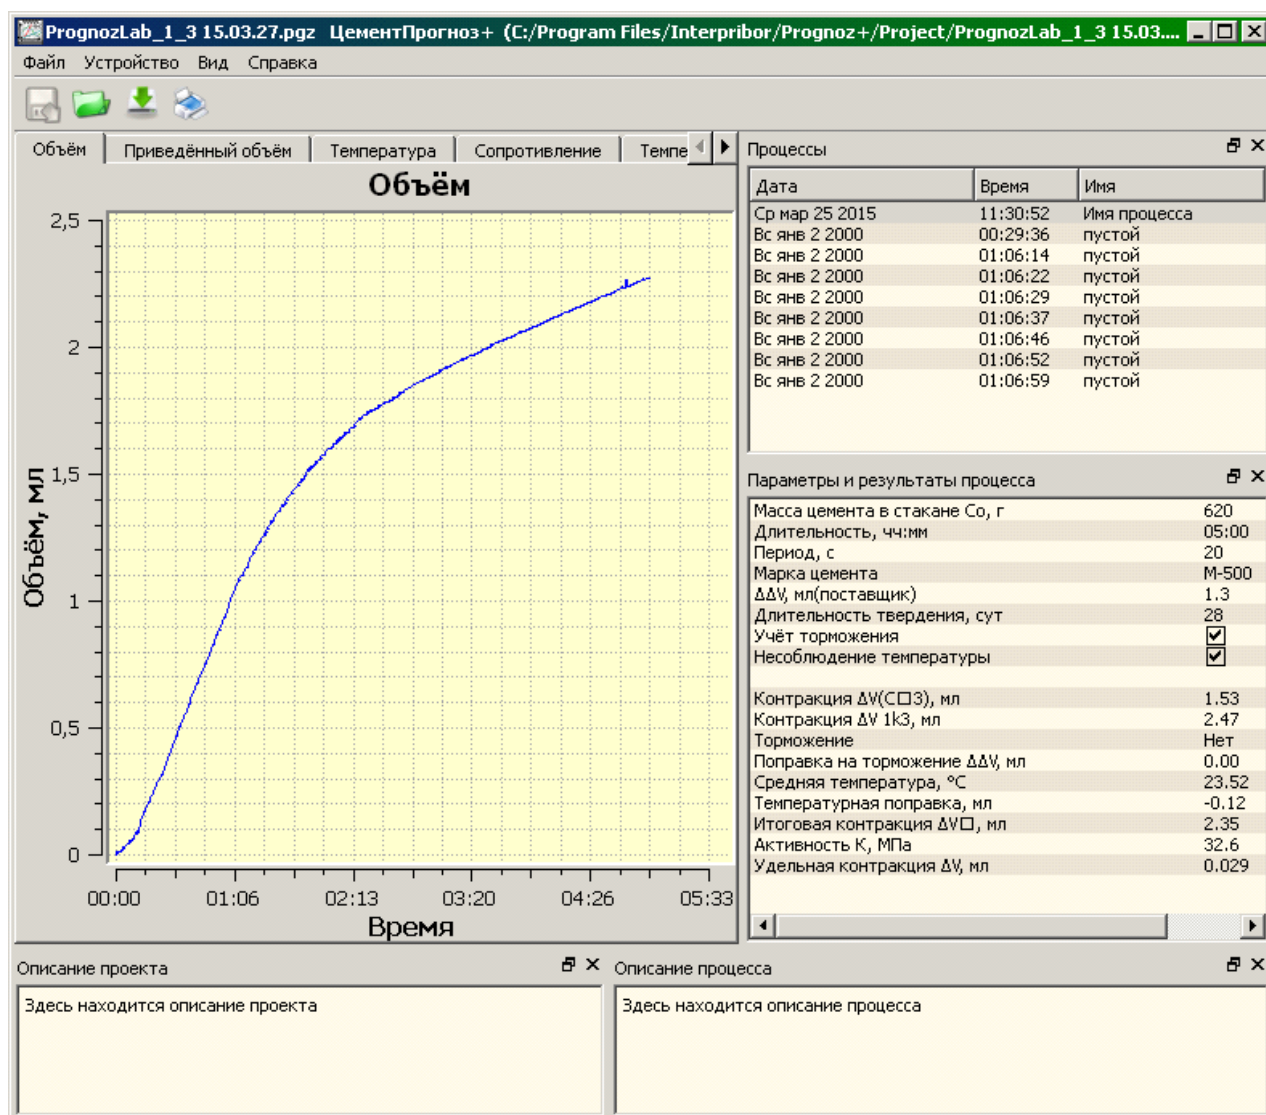 PrognozLab_1_3 15.03.27.pgz ЦементПрогноз+ (C:/Program Files/Interpribor/Prognoz+/Project/PrognozLab_1_3 15.03....
Файл Устройство Вид Справка
Объём Приведённый объём Температура Сопротивление Темпе
Объём
Объём, мл
2,5
2
1,5
1
0,5
0
00:00 01:06 02:13 03:20 04:26 05:33
Время
Процессы
Дата Время Имя
Ср мар 25 2015 11:30:52 Имя процесса
Вс янв 2 2000 00:29:36 пустой
Вс янв 2 2000 01:06:14 пустой
Вс янв 2 2000 01:06:22 пустой
Вс янв 2 2000 01:06:29 пустой
Вс янв 2 2000 01:06:37 пустой
Вс янв 2 2000 01:06:46 пустой
Вс янв 2 2000 01:06:52 пустой
Вс янв 2 2000 01:06:59 пустой
Параметры и результаты процесса
Масса цемента в стакане Co, г 620
Длительность, чч:мм 05:00
Период, с 20
Марка цемента М-500
ΔΔV, мл(поставщик) 1.3
Длительность твердения, сут 28
Учёт торможения
Несоблюдение температуры
Контракция ΔV(C□3), мл 1.53
Контракция ΔV 1k3, мл 2.47
Торможение Нет
Поправка на торможение ΔΔV, мл 0.00
Средняя температура, °C 23.52
Температурная поправка, мл -0.12
Итоговая контракция ΔV□, мл 2.35
Активность К, МПа 32.6
Удельная контракция ΔV, мл 0.029
Описание проекта
Здесь находится описание проекта
Описание процесса
Здесь находится описание процесса